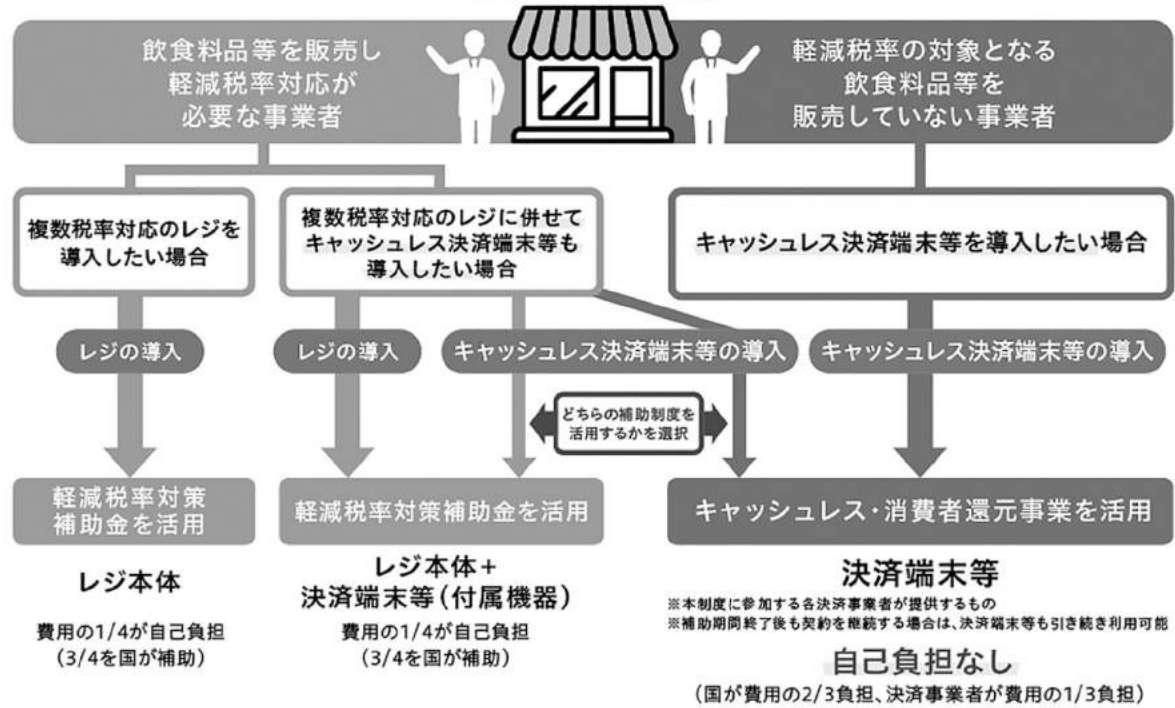 飲食料品等を販売し
軽減税率対応が
必要な事業者
軽減税率の対象となる
飲食料品等を
販売していない事業者
複数税率対応のレジを
導入したい場合
複数税率対応のレジに併せて
キャッシュレス決済端末等も
導入したい場合
キャッシュレス決済端末等を導入したい場合
レジの導入
レジの導入
キャッシュレス決済端末等の導入
キャッシュレス決済端末等の導入
どちらの補助制度を
活用するかを選択
軽減税率対策
補助金を活用
軽減税率対策補助金を活用
キャッシュレス・消費者還元事業を活用
レジ本体
費用の1/4が自己負担
(3/4を国が補助)
レジ本体+
決済端末等(付属機器)
費用の1/4が自己負担
(3/4を国が補助)
決済端末等
※本制度に参加する各決済事業者が提供するもの
※補助期間終了後も契約を継続する場合は、決済端末等も引き続き利用可能
自己負担なし
(国が費用の2/3負担、決済事業者が費用の1/3負担)